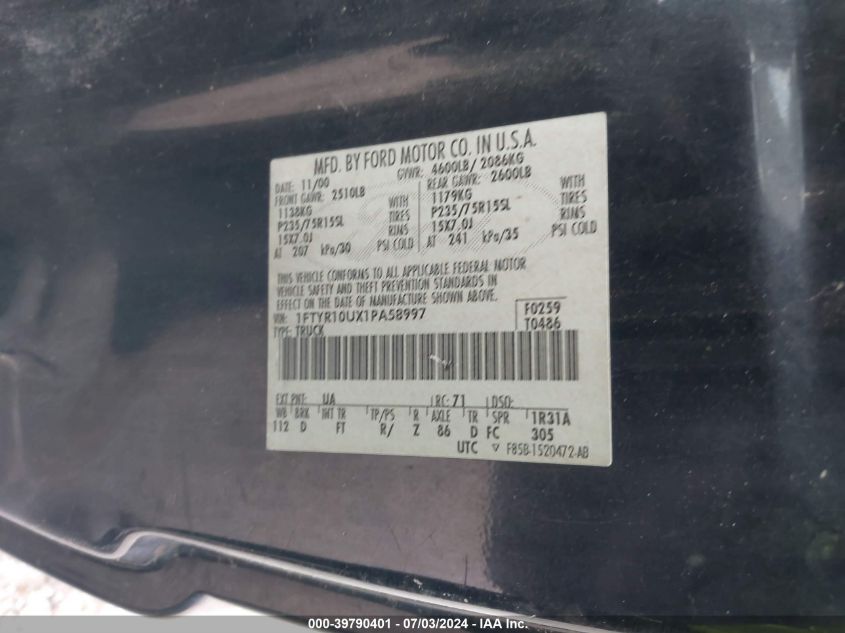 MFD. BY FORD MOTOR CO. IN U.S.A.
DATE: 11/00 GVWR: 4600LB/ 2086KG
FRONT GAWR: 2510LB REAR GAWR: 2600LB
1138KG WITH 1179KG WITH
P235/75R15SL TIRES P235/75R15SL TIRES
15X7.0J RIMS 15X7.0J RIMS
AT 207 kPa/30 PSI COLD AT 241 kPa/35 PSI COLD
THIS VEHICLE CONFORMS TO ALL APPLICABLE FEDERAL MOTOR
VEHICLE SAFETY AND THEFT PREVENTION STANDARDS IN
EFFECT ON THE DATE OF MANUFACTURE SHOWN ABOVE.
VIN: 1FTYR10UX1PA58997 F0259
TYPE: TRUCK T0486
EXT PNT: UA RC: 71 DSO:
WB BRK INT TR TP/PS R AXLE TR SPR 1R31A
112 D FT R/ Z 86 D FC 305
UTC F85B-1520472-AB
000-39790401 - 07/03/2024 - IAA Inc.